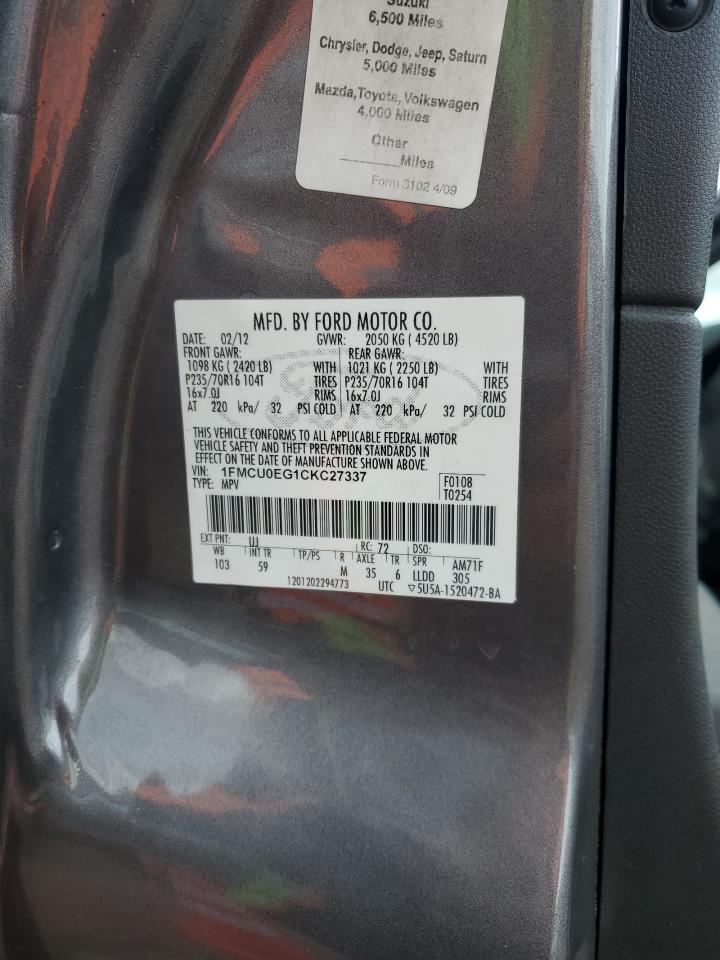 Suzuki
6,500 Miles
Chrysler, Dodge, Jeep, Saturn
5,000 Miles
Mazda, Toyota, Volkswagen
4,000 Miles
Other
________Miles
Form 3102 4/09
MFD. BY FORD MOTOR CO.
DATE: 02/12 GVWR: 2050 KG ( 4520 LB)
FRONT GAWR: REAR GAWR:
1098 KG ( 2420 LB) WITH 1021 KG ( 2250 LB) WITH
P235/70R16 104T TIRES P235/70R16 104T TIRES
16x7.0J RIMS 16x7.0J RIMS
AT 220 kPa/ 32 PSI COLD AT 220 kPa/ 32 PSI COLD
Ford
THIS VEHICLE CONFORMS TO ALL APPLICABLE FEDERAL MOTOR
VEHICLE SAFETY AND THEFT PREVENTION STANDARDS IN
EFFECT ON THE DATE OF MANUFACTURE SHOWN ABOVE.
VIN: 1FMCU0EG1CKC27337
TYPE: MPV F0108
T0254
EXT PNT: UJ RC: 72 DSO:
WB INT TR TP/PS R AXLE TR SPR AM71F
103 59 M 35 6 LLDD 305
1201202294773 UTC ▽5U5A-1520472-BA